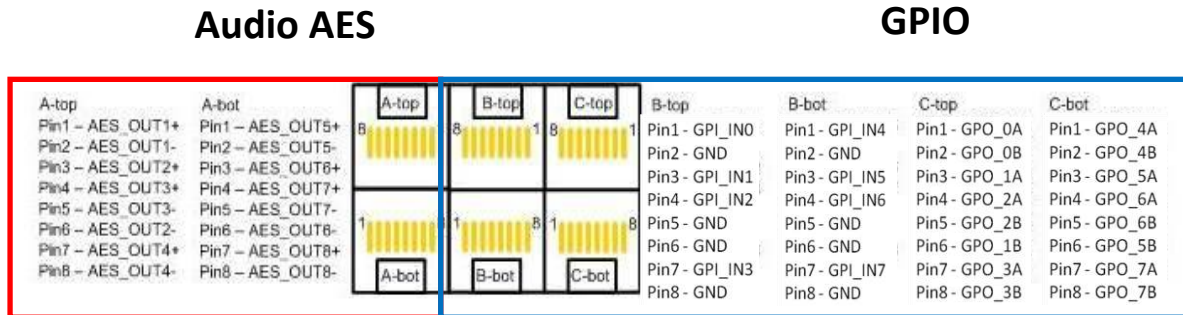 Audio AES
GPIO
A-top
Pin1 – AES_OUT1+
Pin2 – AES_OUT1-
Pin3 – AES_OUT2+
Pin4 – AES_OUT3+
Pin5 – AES_OUT3-
Pin6 – AES_OUT2-
Pin7 – AES_OUT4+
Pin8 – AES_OUT4-
A-bot
Pin1 – AES_OUT5+
Pin2 – AES_OUT5-
Pin3 – AES_OUT6+
Pin4 – AES_OUT7+
Pin5 – AES_OUT7-
Pin6 – AES_OUT6-
Pin7 – AES_OUT8+
Pin8 – AES_OUT8-
A-top
B-top
C-top
8
8
1
8
1
1
1
8
1
8
A-bot
B-bot
C-bot
B-top
Pin1 - GPI_IN0
Pin2 - GND
Pin3 - GPI_IN1
Pin4 - GPI_IN2
Pin5 - GND
Pin6 - GND
Pin7 - GPI_IN3
Pin8 - GND
B-bot
Pin1 - GPI_IN4
Pin2 - GND
Pin3 - GPI_IN5
Pin4 - GPI_IN6
Pin5 - GND
Pin6 - GND
Pin7 - GPI_IN7
Pin8 - GND
C-top
Pin1 - GPO_0A
Pin2 - GPO_0B
Pin3 - GPO_1A
Pin4 - GPO_2A
Pin5 - GPO_2B
Pin6 - GPO_1B
Pin7 - GPO_3A
Pin8 - GPO_3B
C-bot
Pin1 - GPO_4A
Pin2 - GPO_4B
Pin3 - GPO_5A
Pin4 - GPO_6A
Pin5 - GPO_6B
Pin6 - GPO_5B
Pin7 - GPO_7A
Pin8 - GPO_7B